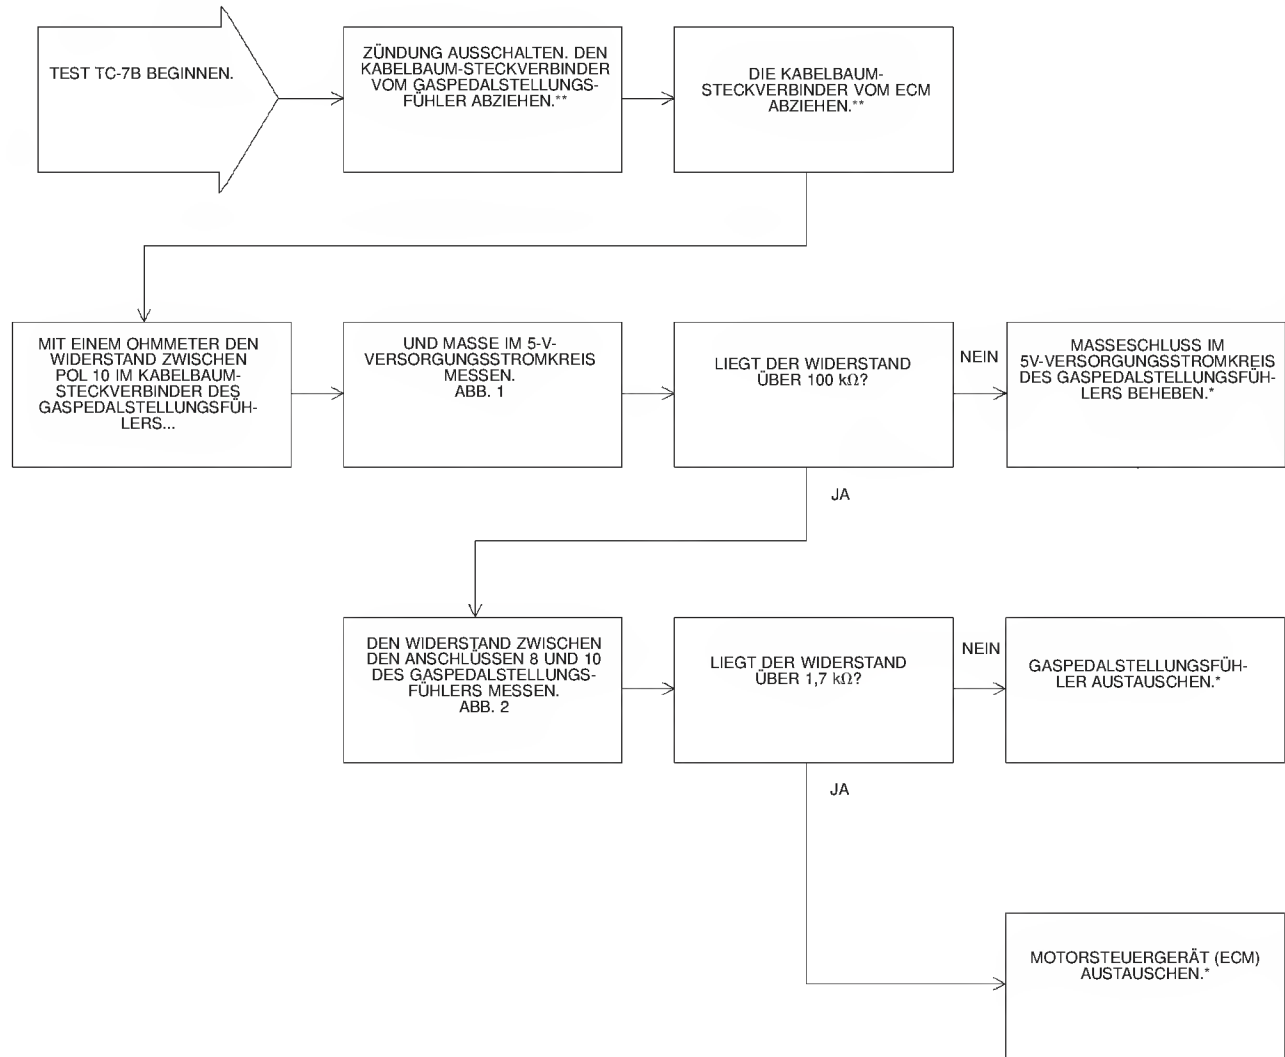 TEST TC-7B BEGINNEN.
ZÜNDUNG AUSSCHALTEN. DEN
KABELBAUM-STECKVERBINDER
VOM GASPEDALSTELLUNGS-
FÜHLER ABZIEHEN.**
DIE KABELBAUM-
STECKVERBINDER VOM ECM
ABZIEHEN.**
MIT EINEM OHMMETER DEN
WIDERSTAND ZWISCHEN
POL 10 IM KABELBAUM-
STECKVERBINDER DES
GASPEDALSTELLUNGSFÜH-
LERS...
UND MASSE IM 5-V-
VERSORGUNGSSTROMKREIS
MESSEN.
ABB. 1
LIEGT DER WIDERSTAND
ÜBER 100 kΩ?
NEIN
MASSESCHLUSS IM
5V-VERSORGUNGSSTROMKREIS
DES GASPEDALSTELLUNGSFÜH-
LERS BEHEBEN.*
JA
DEN WIDERSTAND ZWISCHEN
DEN ANSCHLÜSSEN 8 UND 10
DES GASPEDALSTELLUNGS-
FÜHLERS MESSEN.
ABB. 2
LIEGT DER WIDERSTAND
ÜBER 1,7 kΩ?
NEIN
GASPEDALSTELLUNGSFÜH-
LER AUSTAUSCHEN.*
JA
MOTORSTEUERGERÄT (ECM)
AUSTAUSCHEN.*